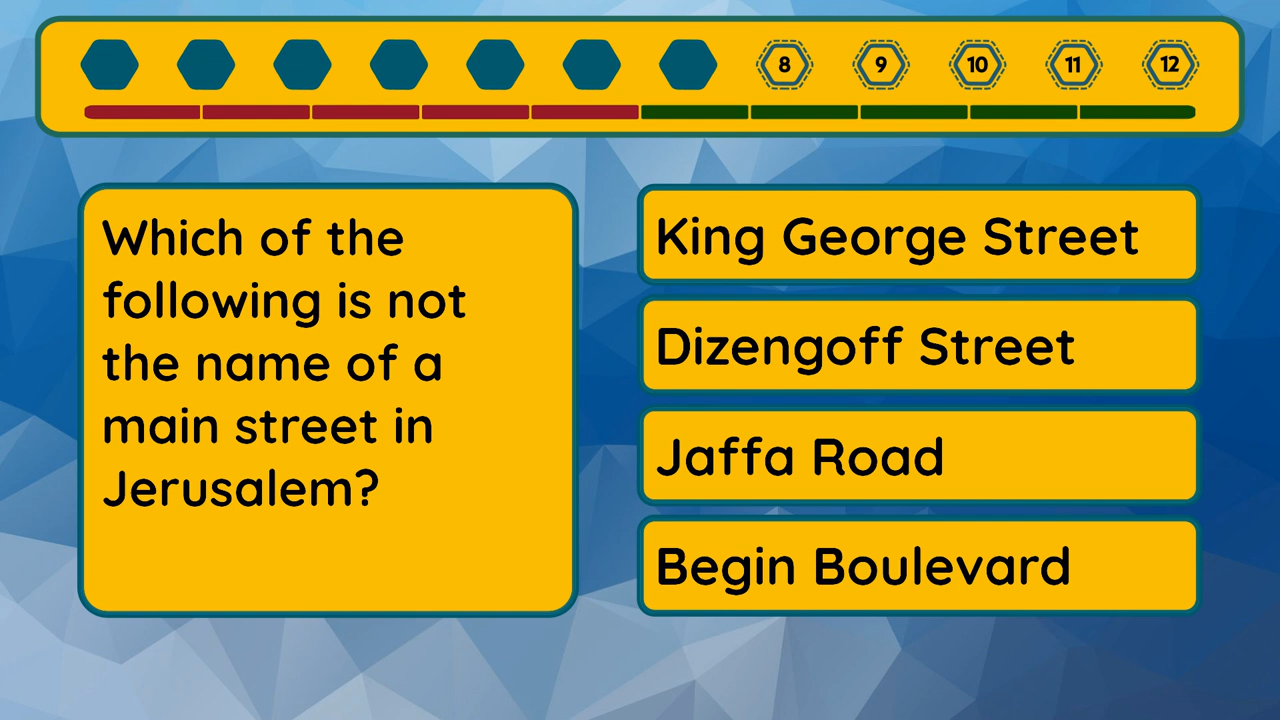 8 9 10 11 12
Which of the
following is not
the name of a
main street in
Jerusalem?
King George Street
Dizengoff Street
Jaffa Road
Begin Boulevard